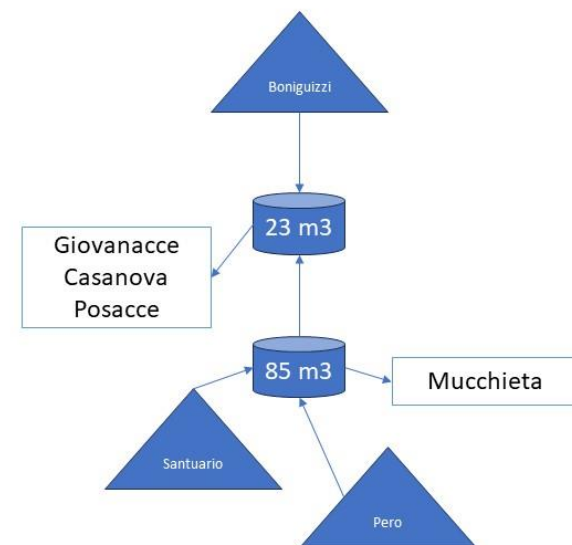 Boniguizzi
23 m3
Giovanacce
Casanova
Posacce
85 m3
Mucchieta
Santuario
Pero